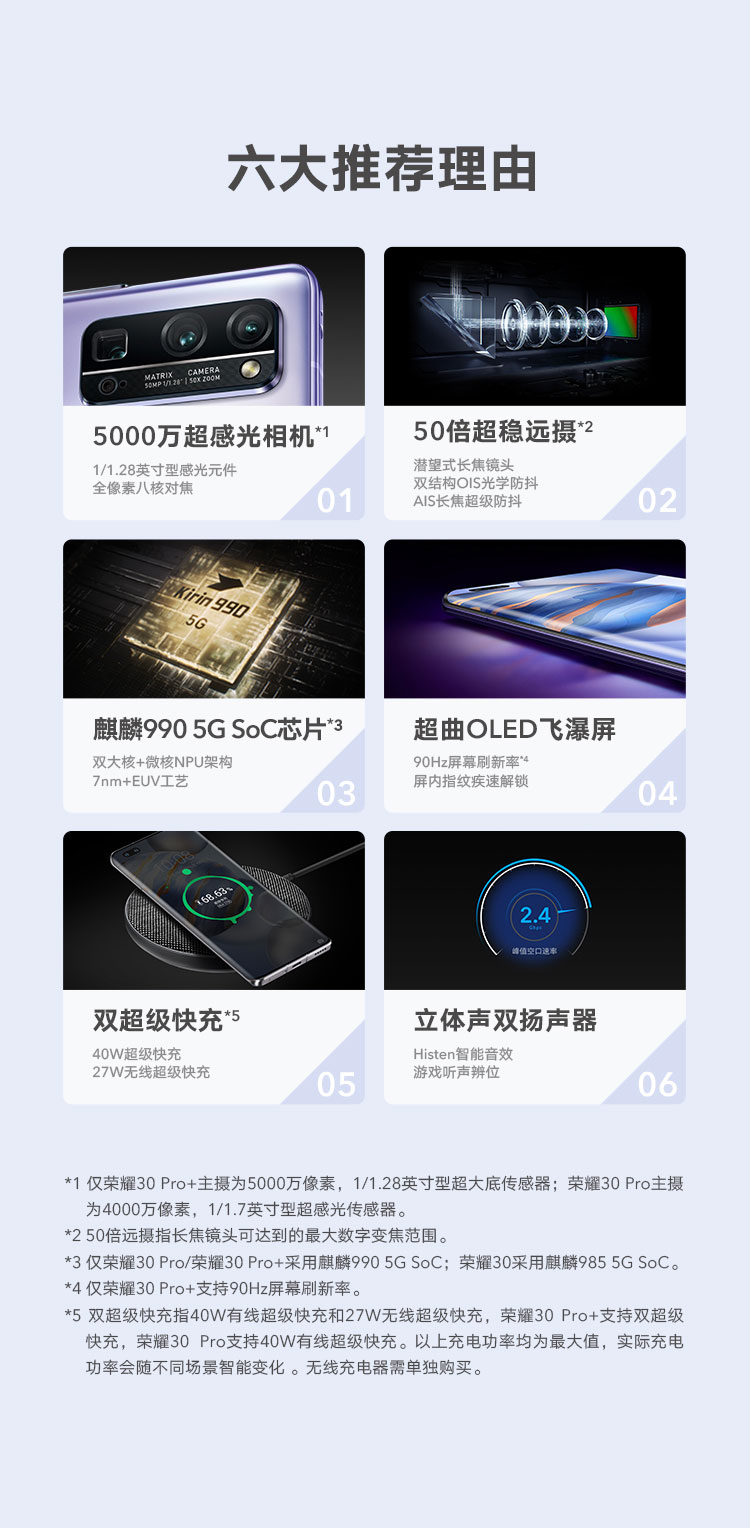 六大推荐理由
MATRIX CAMERA
50MP 1/1.28" | 50X ZOOM
5000万超感光相机*1
1/1.28英寸型感光元件
全像素八核对焦
01
50倍超稳远摄*2
潜望式长焦镜头
双结构OIS光学防抖
AIS长焦超级防抖
02
Kirin 990
5G
麒麟990 5G SoC芯片*3
双大核+微核NPU架构
7nm+EUV工艺
03
超曲OLED飞瀑屏
90Hz屏幕刷新率*4
屏内指纹疾速解锁
04
68.63%
双超级快充*5
40W超级快充
27W无线超级快充
05
2.4
Gbps
峰值空口速率
立体声双扬声器
Histen智能音效
游戏听声辨位
06
*1 仅荣耀30 Pro+主摄为5000万像素，1/1.28英寸型超大底传感器；荣耀30 Pro主摄
为4000万像素，1/1.7英寸型超感光传感器。
*2 50倍远摄指长焦镜头可达到的最大数字变焦范围。
*3 仅荣耀30 Pro/荣耀30 Pro+采用麒麟990 5G SoC；荣耀30采用麒麟985 5G SoC。
*4 仅荣耀30 Pro+支持90Hz屏幕刷新率。
*5 双超级快充指40W有线超级快充和27W无线超级快充，荣耀30 Pro+支持双超级
快充，荣耀30 Pro支持40W有线超级快充。以上充电功率均为最大值，实际充电
功率会随不同场景智能变化 。无线充电器需单独购买。